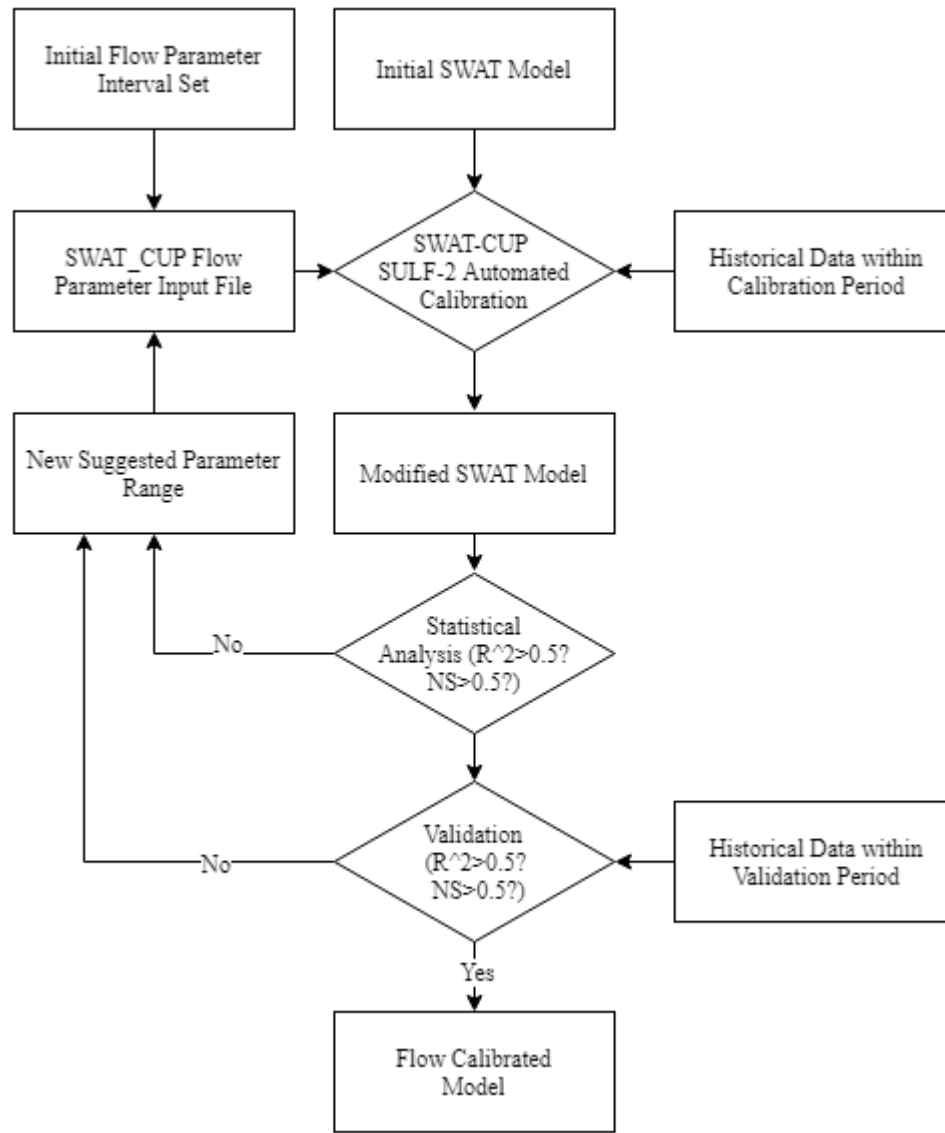 Initial Flow Parameter
Interval Set
Initial SWAT Model
SWAT_CUP Flow
Parameter Input File
SWAT-CUP
SULF-2 Automated
Calibration
Historical Data within
Calibration Period
New Suggested Parameter
Range
Modified SWAT Model
Statistical
Analysis (R^2>0.5?
NS>0.5?)
No
Validation
(R^2>0.5?
NS>0.5?)
No
Historical Data within
Validation Period
Yes
Flow Calibrated
Model